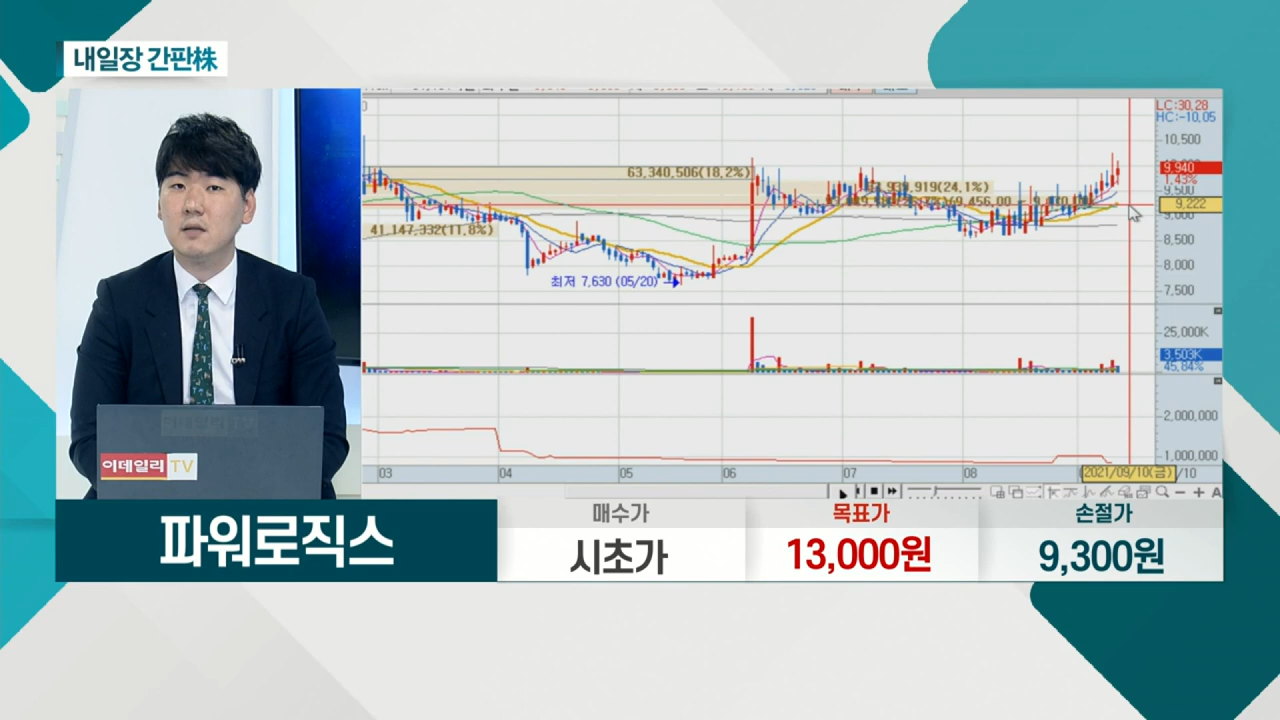 내일장 간판株
LC:30.28
HC:-10.05
10,500
63,340,506(18.2%)
9,940
1.43%
9,500
9,222
9,000
41,147,332(11.8%)
8,500
8,000
최저 7,630 (05/20)
7,500
25,000K
3,503K
45.84%
2,000,000
1,000,000
이데일리 TV
03 04 05 06 07 08 2021/09/10(금) /10
파워로직스
매수가
시초가
목표가
13,000원
손절가
9,300원